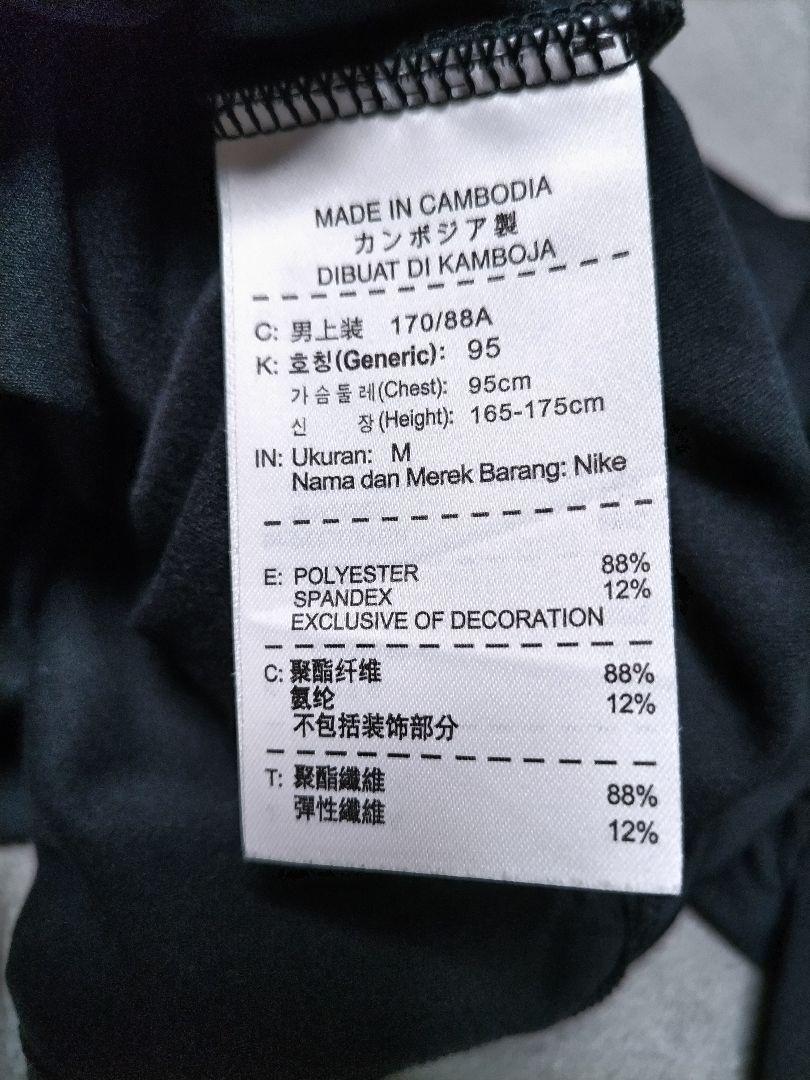 MADE IN CAMBODIA
カンボジア製
DIBUAT DI KAMBOJA
C: 男上装 170/88A
K: 호칭(Generic): 95
가슴둘레(Chest): 95cm
신 장(Height): 165-175cm
IN: Ukuran: M
Nama dan Merek Barang: Nike
E: POLYESTER 88%
SPANDEX 12%
EXCLUSIVE OF DECORATION
C: 聚酯纤维 88%
氨纶 12%
不包括装饰部分
T: 聚酯纖維 88%
彈性纖維 12%